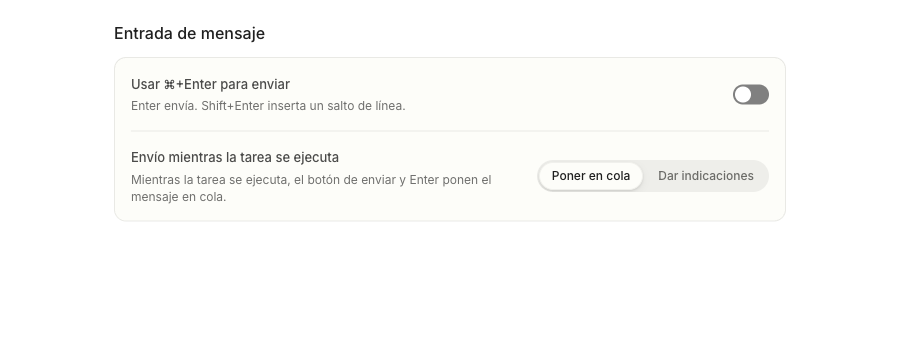 Entrada de mensaje
Usar ⌘+Enter para enviar
Enter envía. Shift+Enter inserta un salto de línea.
Envío mientras la tarea se ejecuta
Mientras la tarea se ejecuta, el botón de enviar y Enter ponen el
mensaje en cola.
Poner en cola
Dar indicaciones